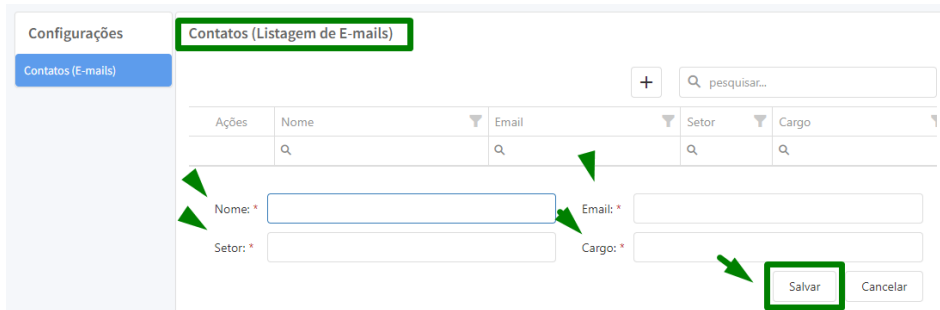 Configurações
Contatos (Listagem de E-mails)
Contatos (E-mails)
+ pesquisar...
Ações Nome Email Setor Cargo
Nome: * Email: *
Setor: * Cargo: *
Salvar Cancelar